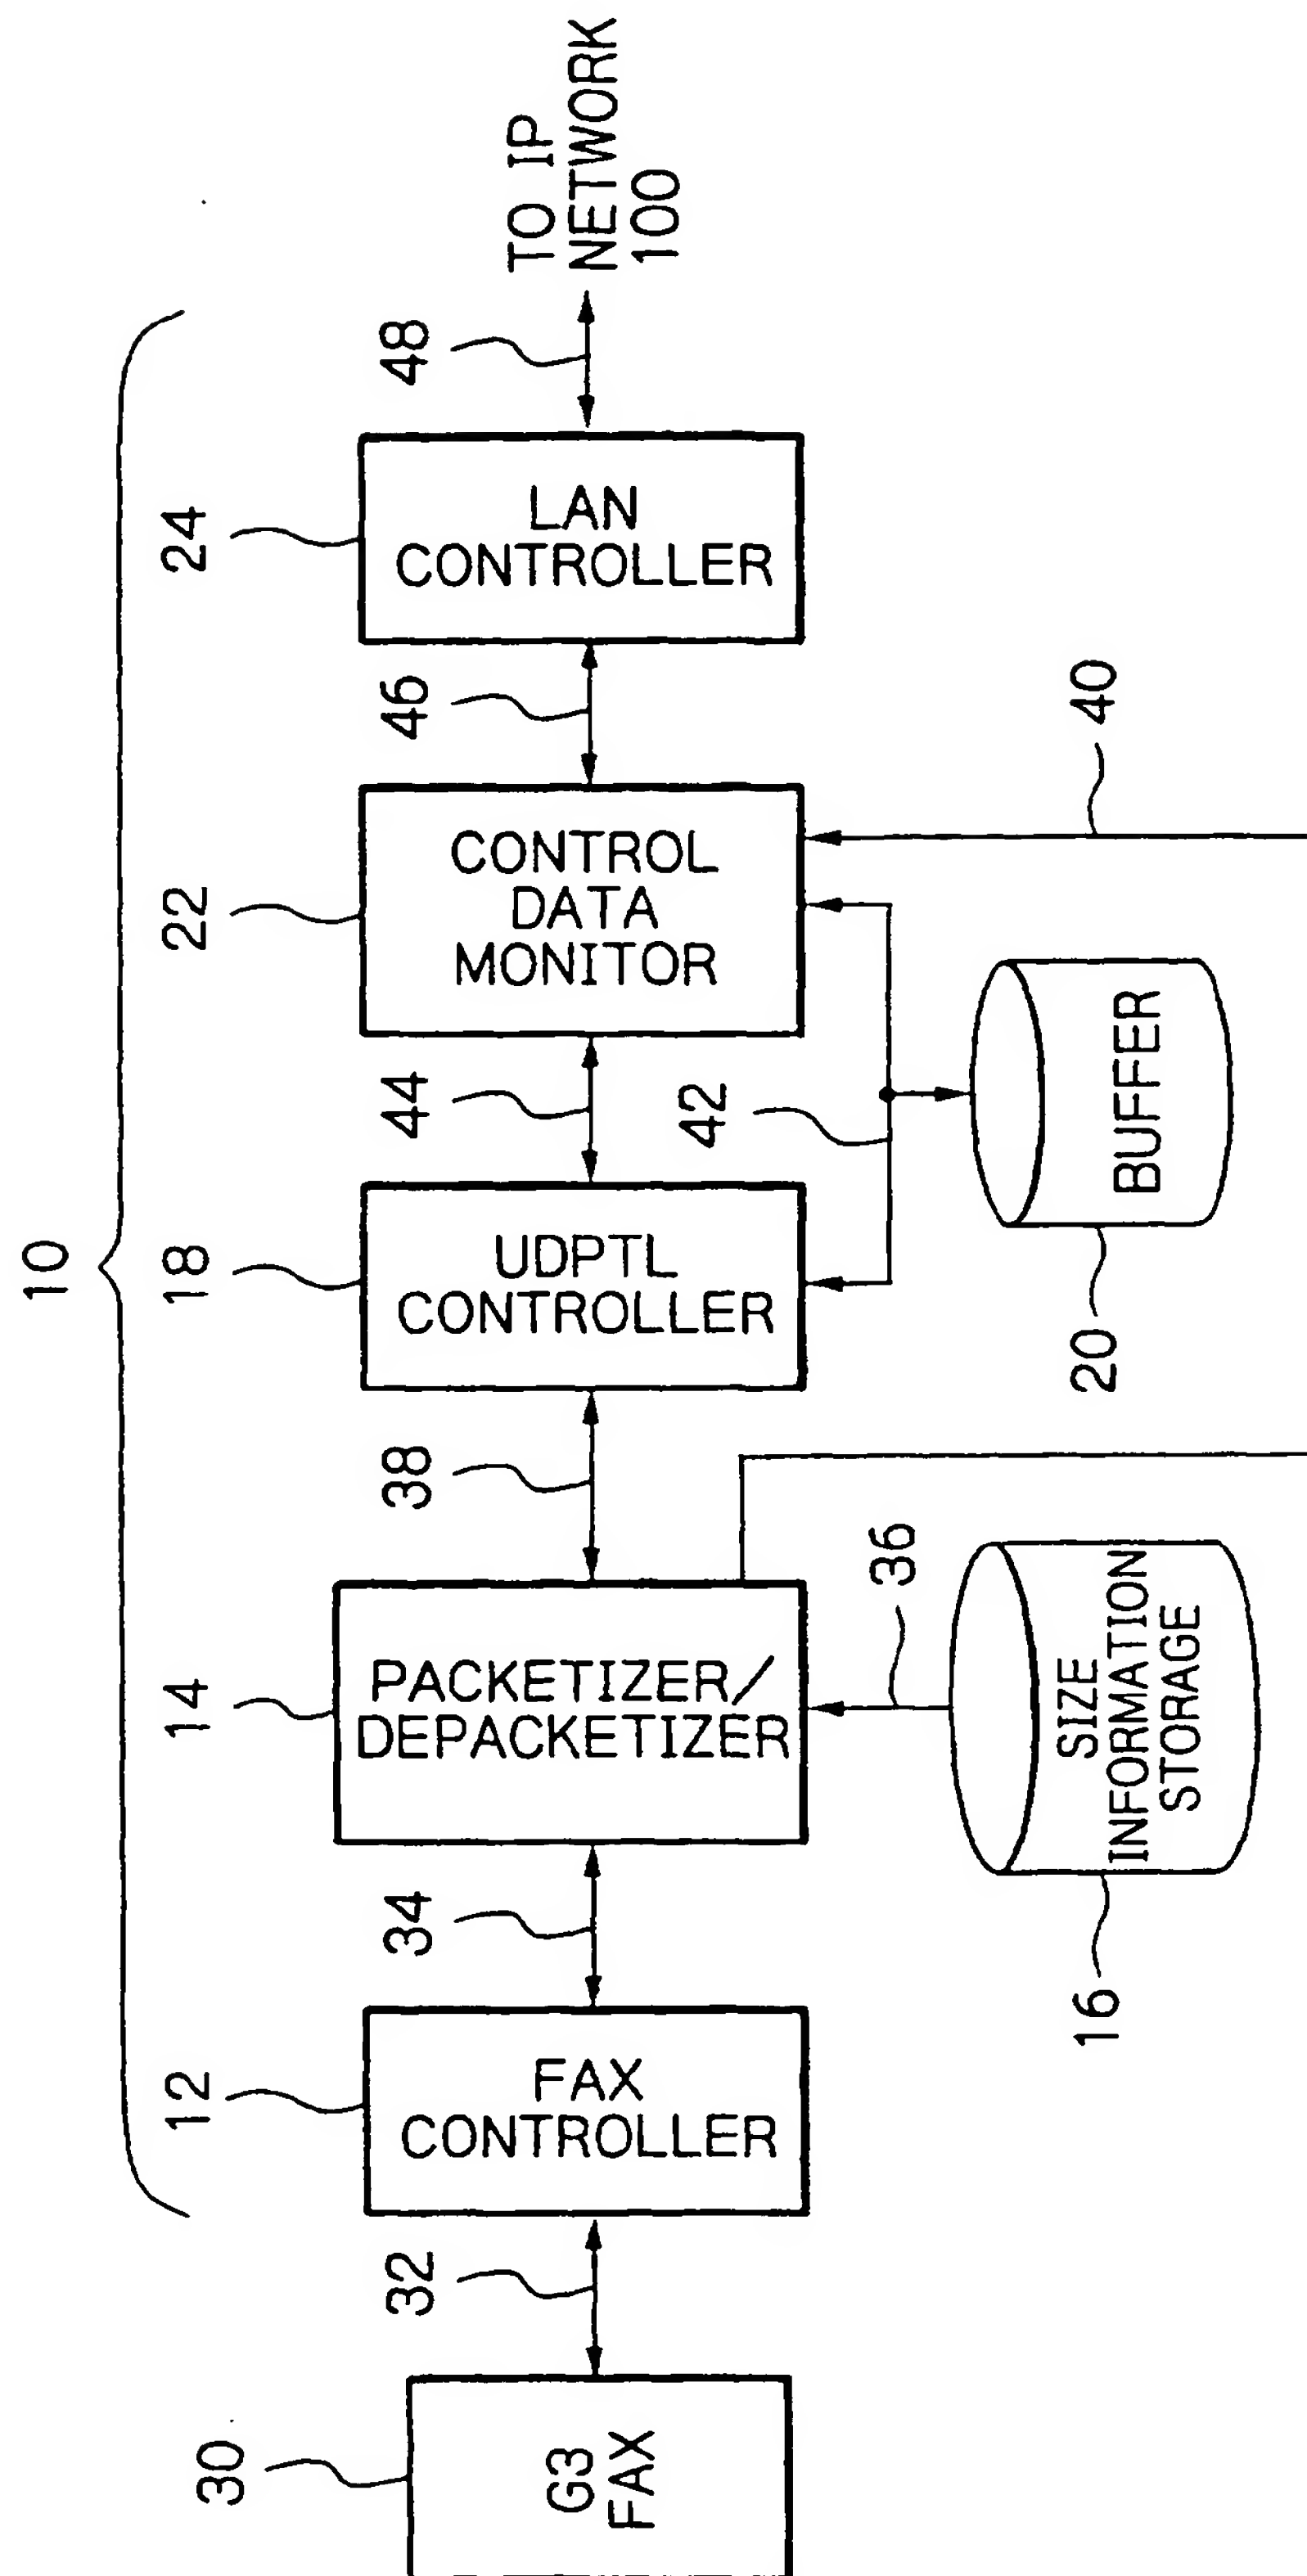 10
30
G3
FAX
32
12
FAX
CONTROLLER
34
14
PACKETIZER/
DEPACKETIZER
38
18
UDPTL
CONTROLLER
44
22
CONTROL
DATA
MONITOR
46
24
LAN
CONTROLLER
48
TO IP
NETWORK
100
36
16
SIZE
INFORMATION
STORAGE
42
20
BUFFER
40